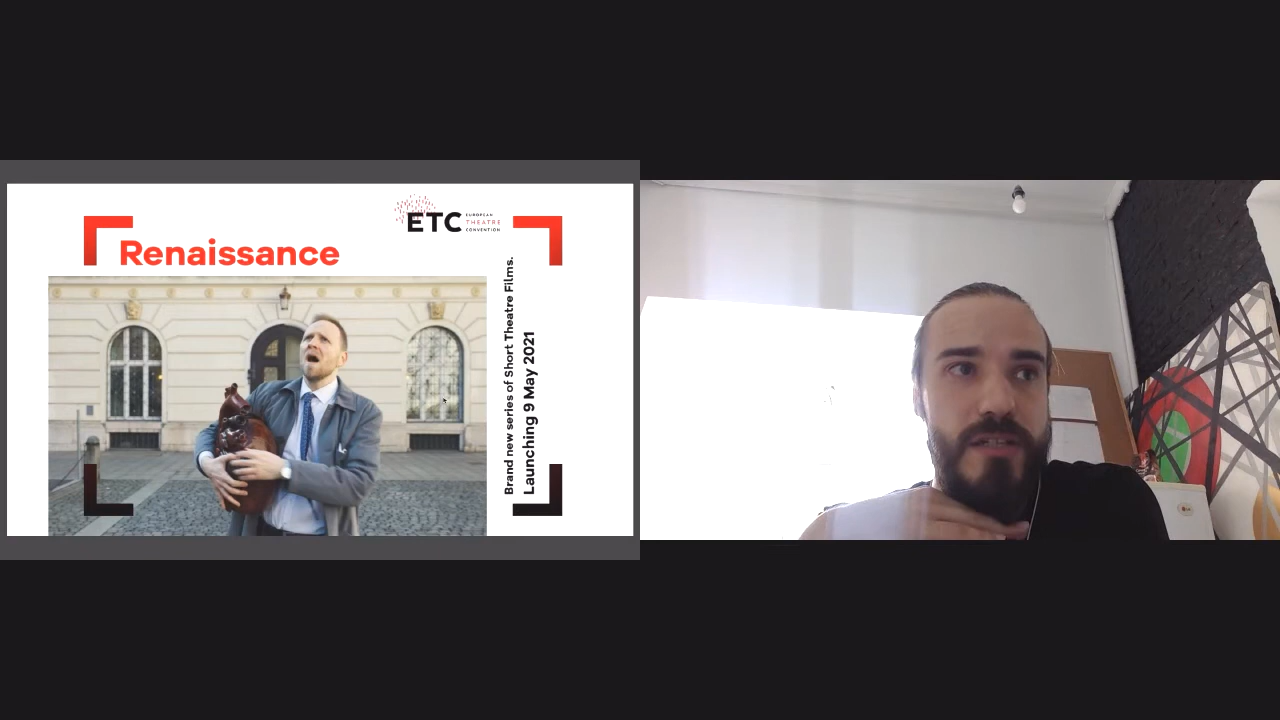 ETC
EUROPEAN
THEATRE
CONVENTION
Renaissance
Brand new series of Short Theatre Films.
Launching 9 May 2021